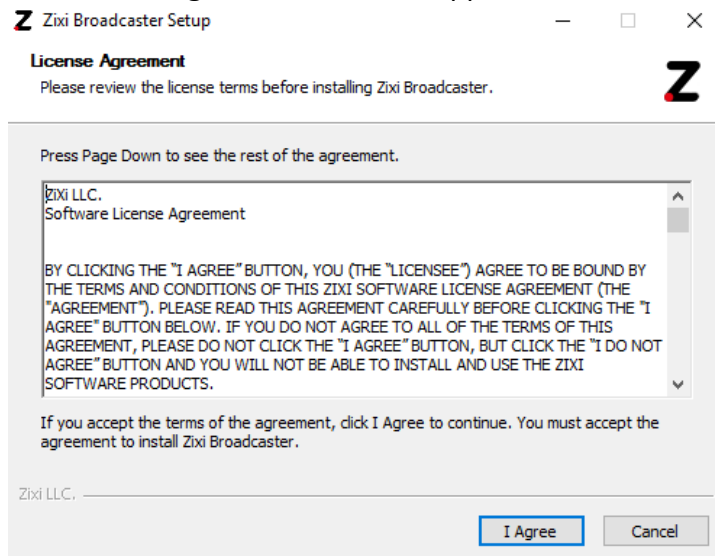 Zixi Broadcaster Setup
License Agreement
Please review the license terms before installing Zixi Broadcaster.
Z
Press Page Down to see the rest of the agreement.
ZiXi LLC.
Software License Agreement
BY CLICKING THE "I AGREE" BUTTON, YOU (THE "LICENSEE") AGREE TO BE BOUND BY
THE TERMS AND CONDITIONS OF THIS ZIXI SOFTWARE LICENSE AGREEMENT (THE
"AGREEMENT"). PLEASE READ THIS AGREEMENT CAREFULLY BEFORE CLICKING THE "I
AGREE" BUTTON BELOW. IF YOU DO NOT AGREE TO ALL OF THE TERMS OF THIS
AGREEMENT, PLEASE DO NOT CLICK THE "I AGREE" BUTTON, BUT CLICK THE "I DO NOT
AGREE" BUTTON AND YOU WILL NOT BE ABLE TO INSTALL AND USE THE ZIXI
SOFTWARE PRODUCTS.
If you accept the terms of the agreement, click I Agree to continue. You must accept the
agreement to install Zixi Broadcaster.
Zixi LLC.
I Agree
Cancel